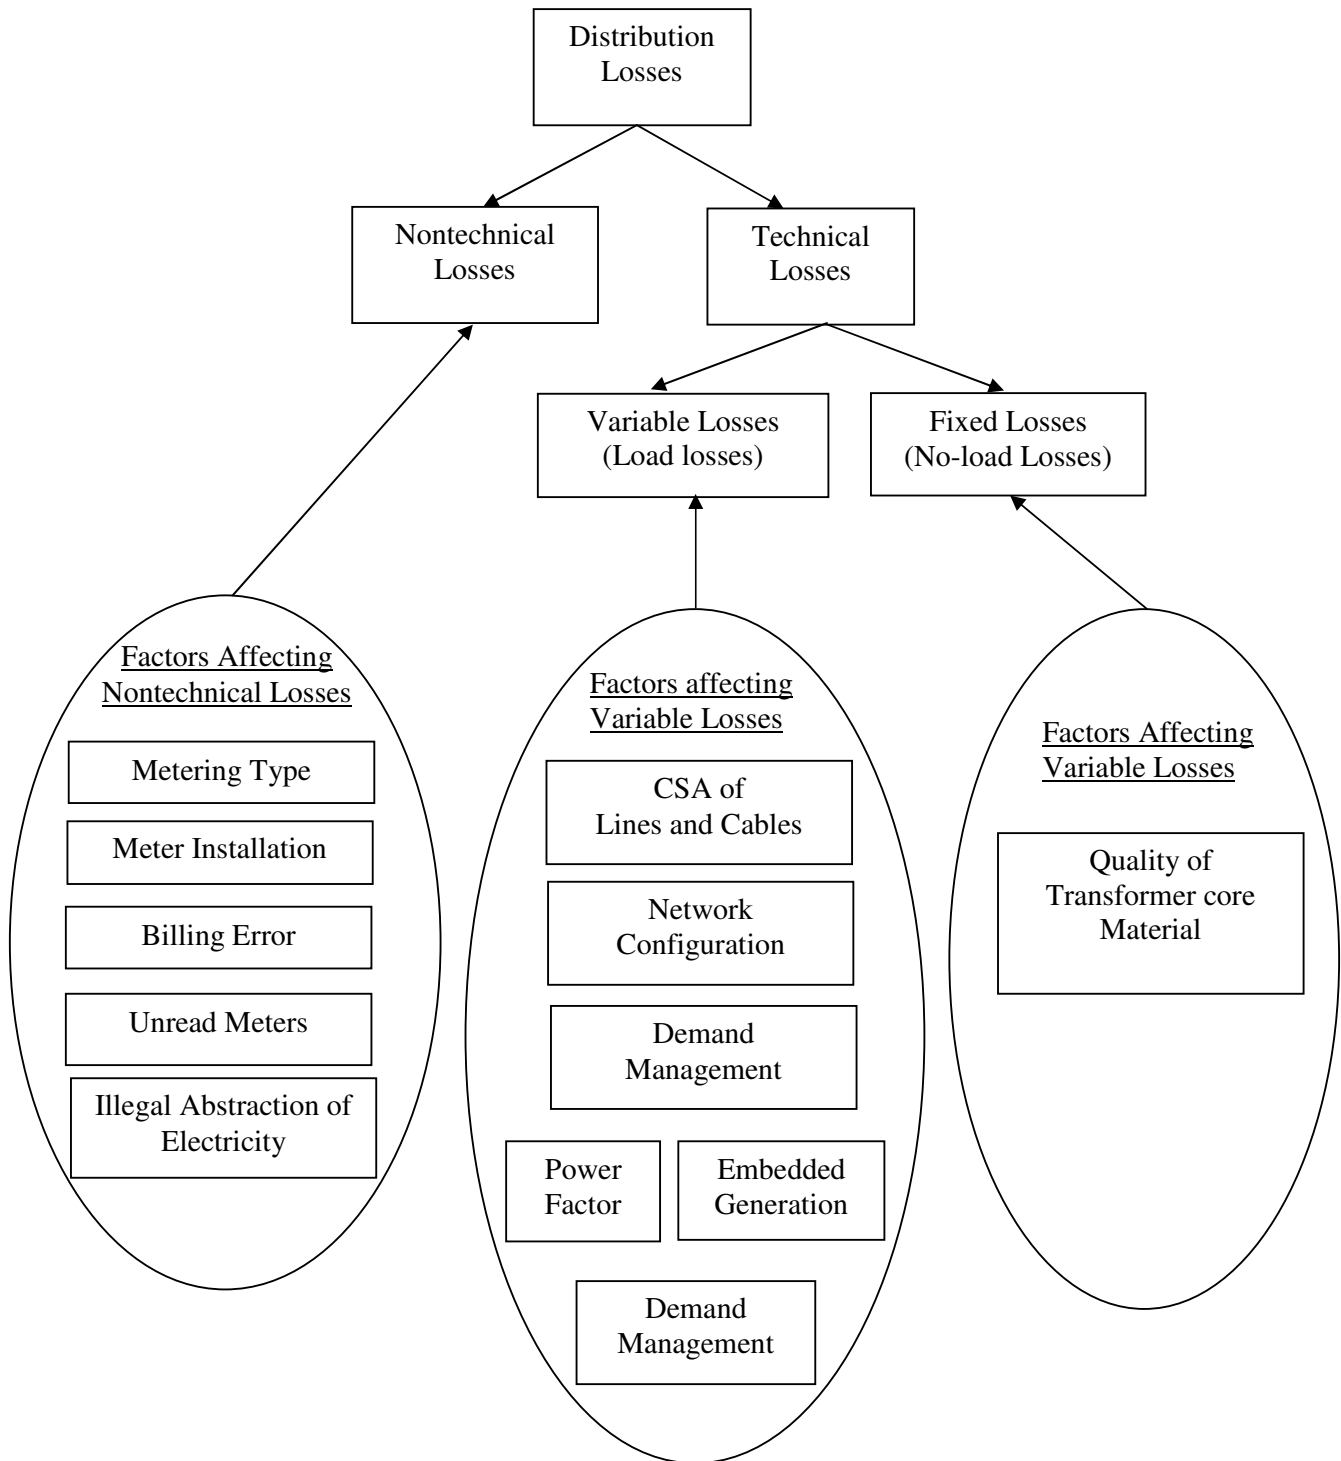 Distribution
Losses
Nontechnical
Losses
Technical
Losses
Variable Losses
(Load losses)
Fixed Losses
(No-load Losses)
Factors Affecting
Nontechnical Losses
Metering Type
Meter Installation
Billing Error
Unread Meters
Illegal Abstraction of
Electricity
Factors affecting
Variable Losses
CSA of
Lines and Cables
Network
Configuration
Demand
Management
Power
Factor
Embedded
Generation
Demand
Management
Factors Affecting
Variable Losses
Quality of
Transformer core
Material